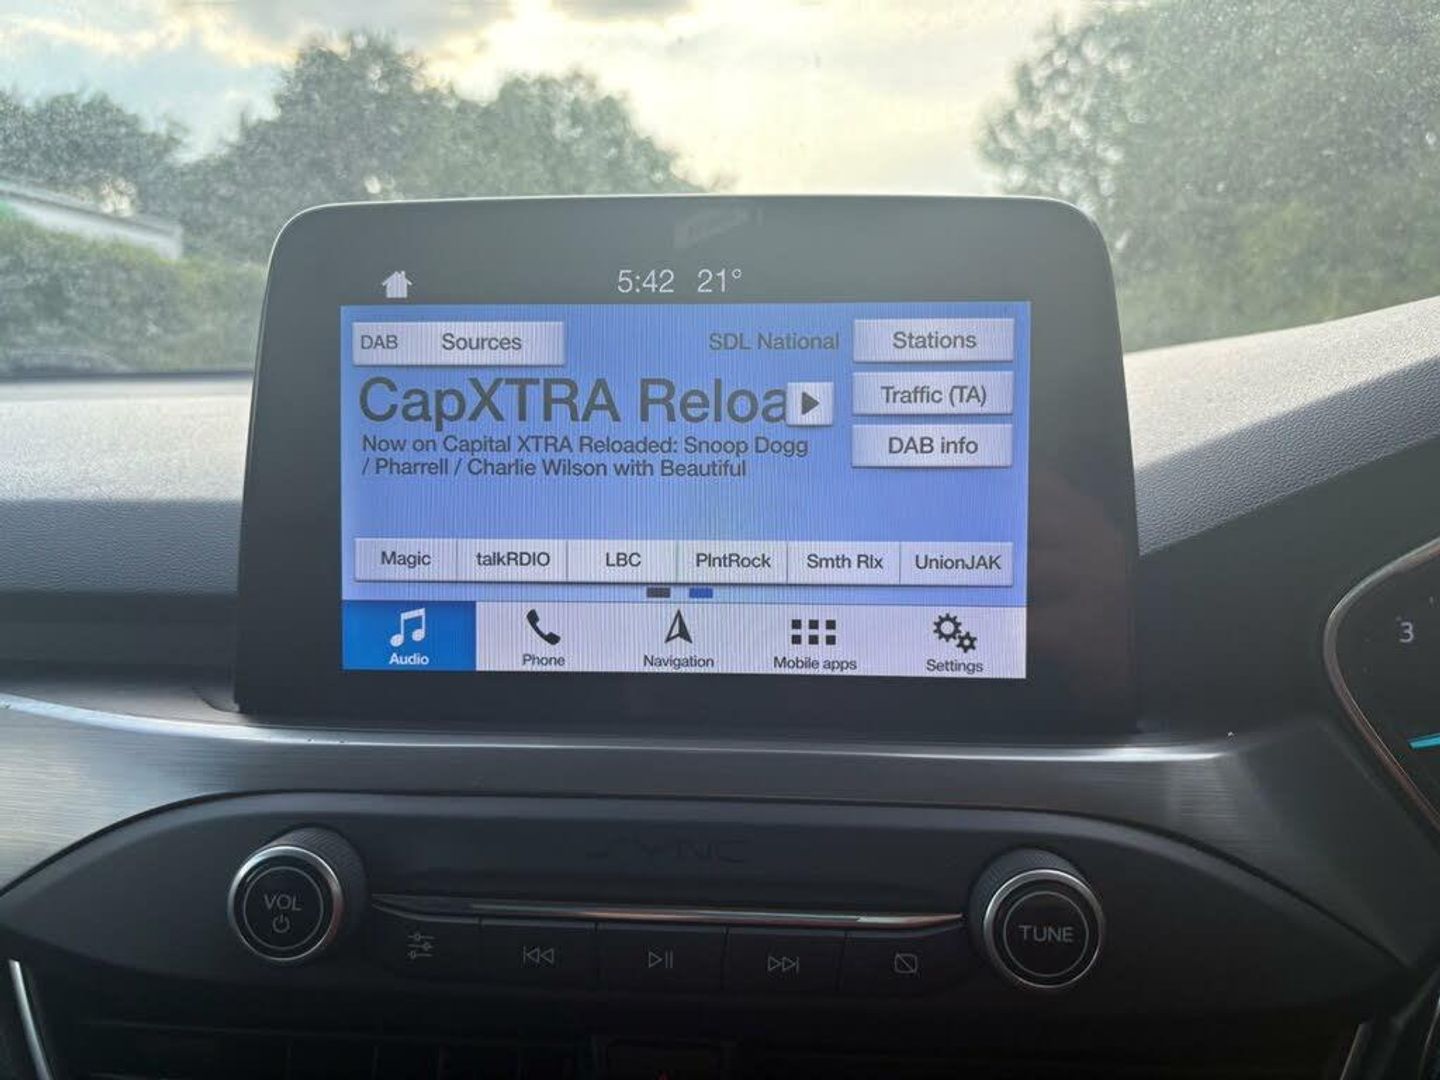 5:42 21°
DAB Sources
SDL National
Stations
CapXTRA Reloa
Traffic (TA)
Now on Capital XTRA Reloaded: Snoop Dogg
/ Pharrell / Charlie Wilson with Beautiful
DAB info
Magic talkRDIO LBC PlntRock Smth Rlx UnionJAK
Audio Phone Navigation Mobile apps Settings
3
SYNC
VOL
TUNE